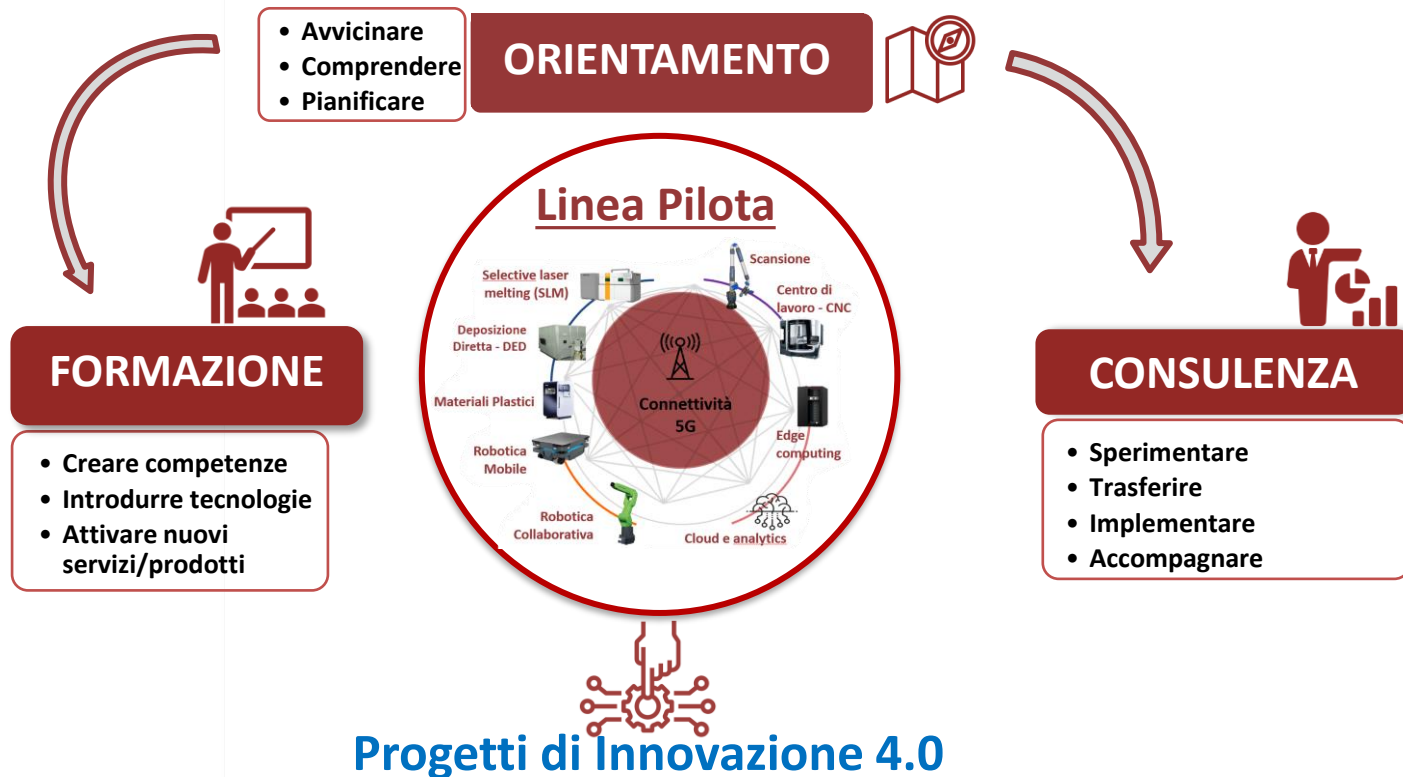 • Avvicinare
• Comprendere
• Pianificare
ORIENTAMENTO
Linea Pilota
Selective laser
melting (SLM)
Scansione
Centro di
lavoro - CNC
Deposizione
Diretta - DED
Materiali Plastici
Connettività
5G
Edge
computing
Robotica
Mobile
Robotica
Collaborativa
Cloud e analytics
FORMAZIONE
• Creare competenze
• Introdurre tecnologie
• Attivare nuovi
servizi/prodotti
CONSULENZA
• Sperimentare
• Trasferire
• Implementare
• Accompagnare
Progetti di Innovazione 4.0